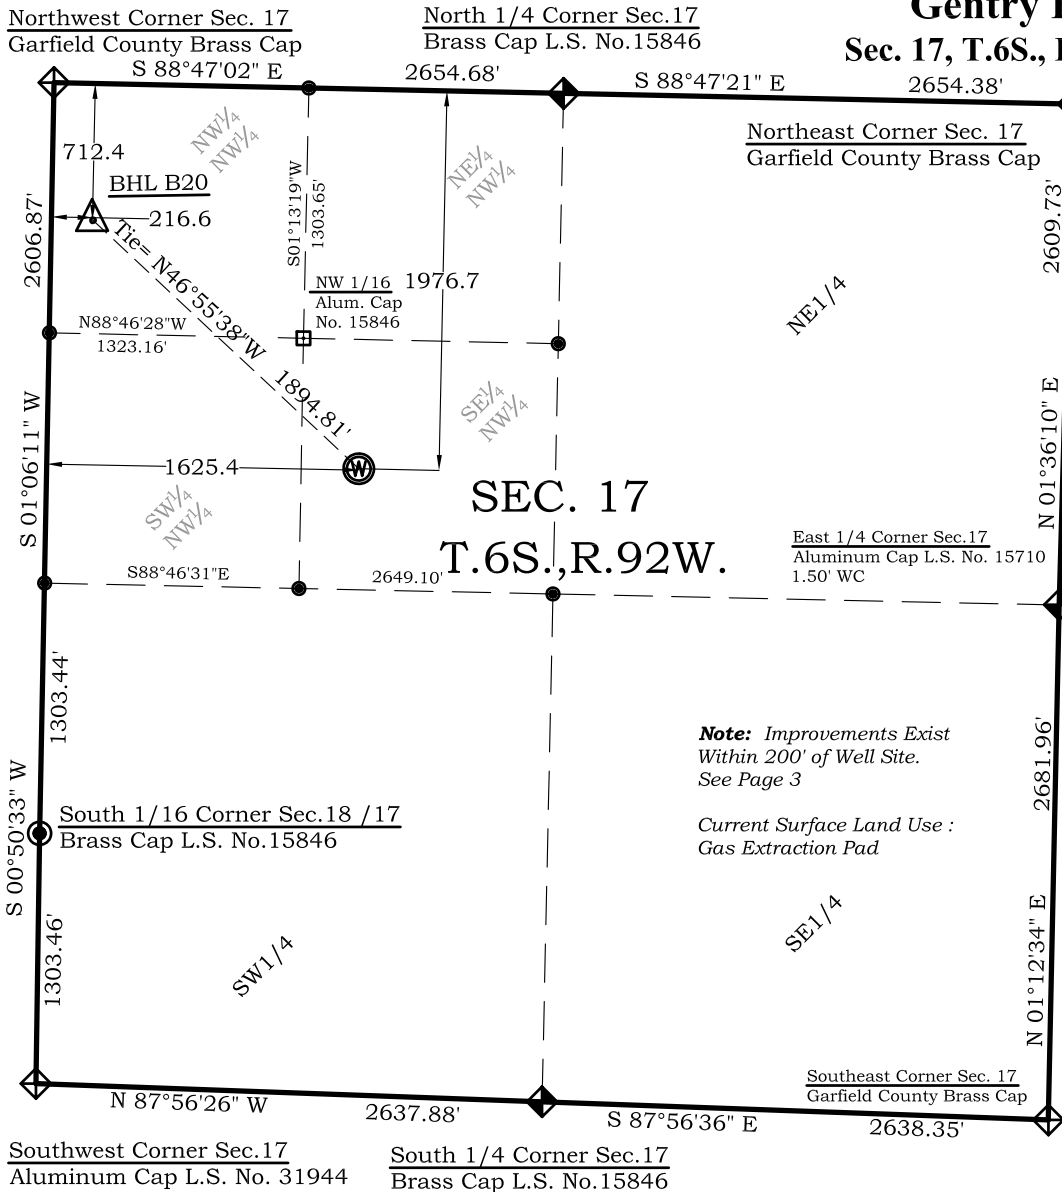 Northwest Corner Sec. 17
Garfield County Brass Cap
North 1/4 Corner Sec.17
Brass Cap L.S. No.15846
Gentry
Sec. 17, T.6S.,
S 88°47'02" E
2654.68'
S 88°47'21" E
2654.38'
Northeast Corner Sec. 17
Garfield County Brass Cap
NW¼
NW¼
NE¼
NW¼
712.4
BHL B20
216.6
2606.87'
S01°13'19"W
1303.65'
2609.73'
Tie= N46°55'38"W 1894.81'
NW 1/16
Alum. Cap
No. 15846
1976.7
NE1/4
N88°46'28"W
1323.16'
SE¼
NW¼
S 01°06'11" W
1625.4
N 01°36'10" E
SW¼
NW¼
SEC. 17
T.6S.,R.92W.
East 1/4 Corner Sec.17
Aluminum Cap L.S. No. 15710
1.50' WC
S88°46'31"E
2649.10'
1303.44'
Note: Improvements Exist
Within 200' of Well Site.
See Page 3
Current Surface Land Use :
Gas Extraction Pad
2681.96'
S 00°50'33" W
South 1/16 Corner Sec.18 /17
Brass Cap L.S. No.15846
1303.46'
SW1/4
SE1/4
N 01°12'34" E
Southeast Corner Sec. 17
Garfield County Brass Cap
N 87°56'26" W
2637.88'
S 87°56'36" E
2638.35'
Southwest Corner Sec.17
Aluminum Cap L.S. No. 31944
South 1/4 Corner Sec.17
Brass Cap L.S. No.15846
W